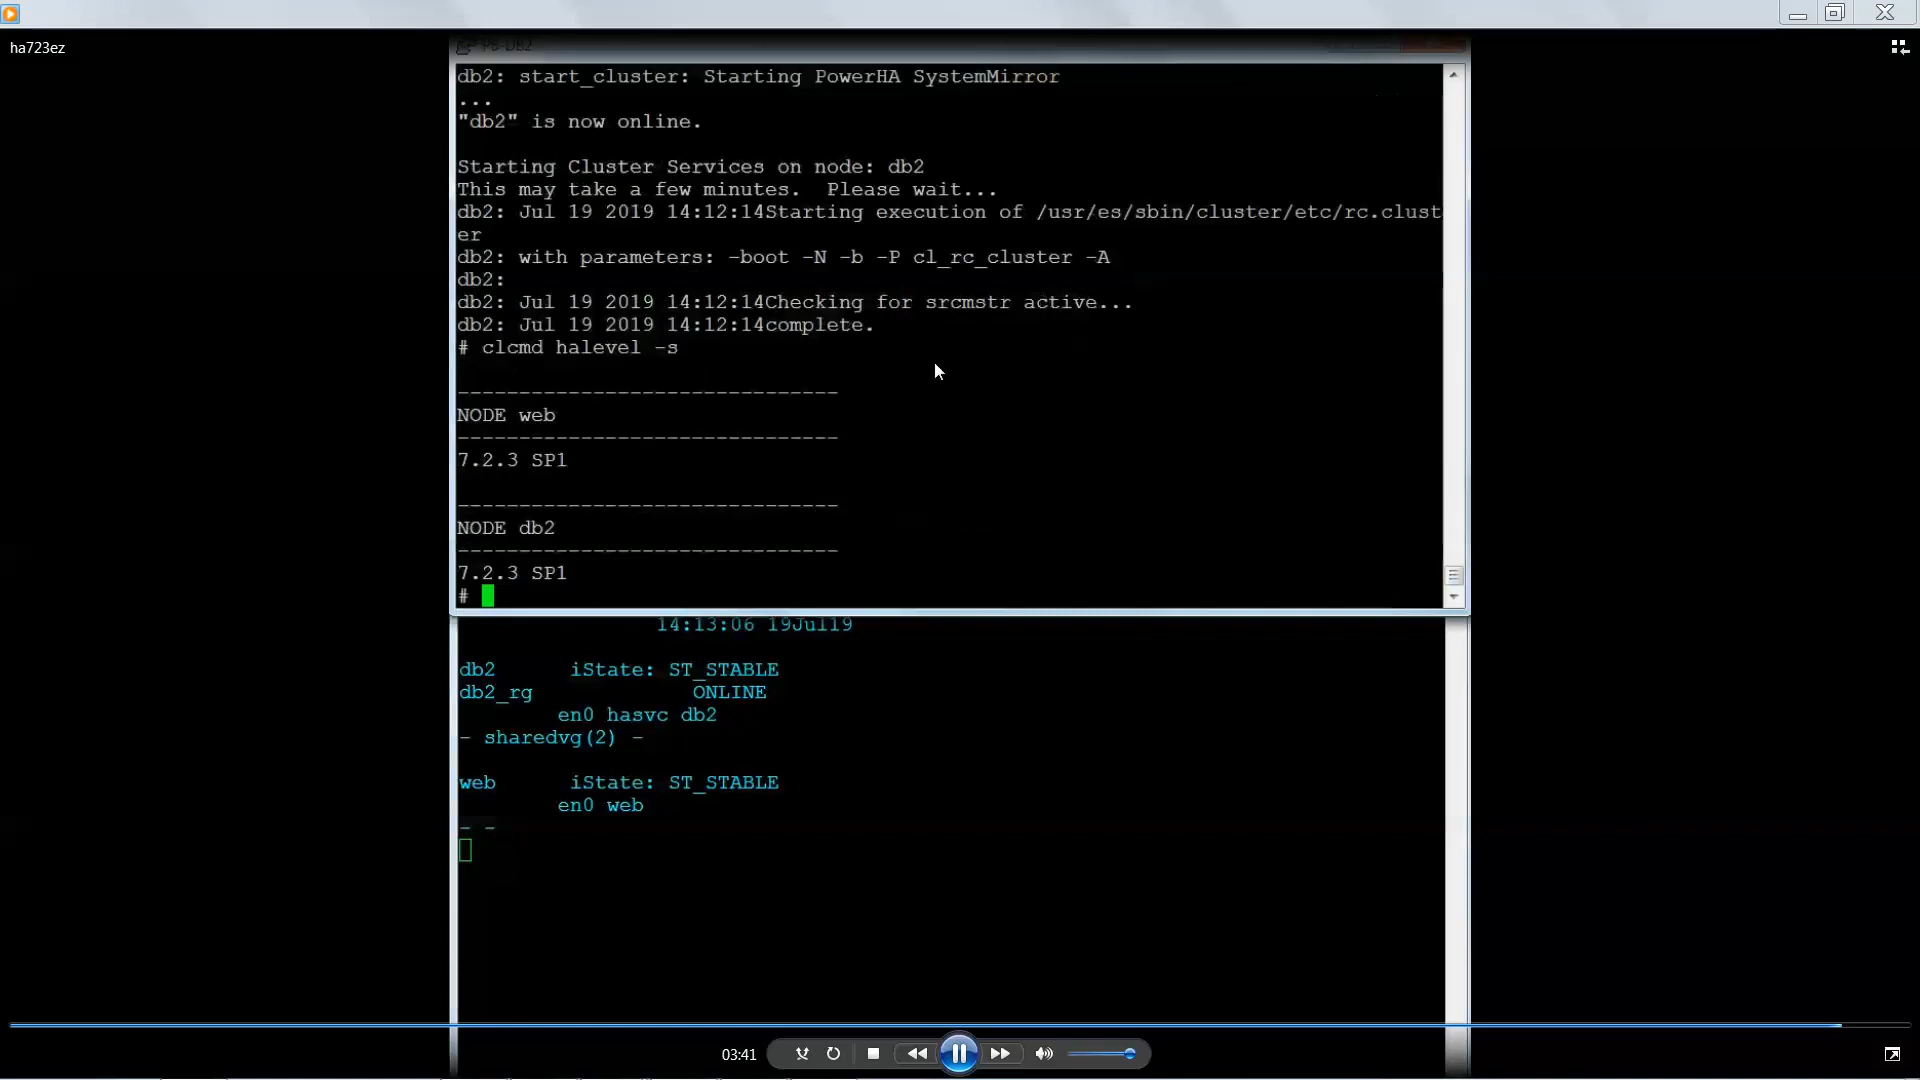 ha723ez
PB-DB2
db2: start_cluster: Starting PowerHA SystemMirror
...
"db2" is now online.
Starting Cluster Services on node: db2
This may take a few minutes.  Please wait...
db2: Jul 19 2019 14:12:14Starting execution of /usr/es/sbin/cluster/etc/rc.clust
er
db2: with parameters: -boot -N -b -P cl_rc_cluster -A
db2:
db2: Jul 19 2019 14:12:14Checking for srcmstr active...
db2: Jul 19 2019 14:12:14complete.
# clcmd halevel -s
-------------------------------
NODE web
-------------------------------
7.2.3 SP1
-------------------------------
NODE db2
-------------------------------
7.2.3 SP1
#
14:13:06 19Jul19
db2      iState: ST_STABLE
db2_rg             ONLINE
en0 hasvc db2
- sharedvg(2) -
web      iState: ST_STABLE
en0 web
- -
03:41